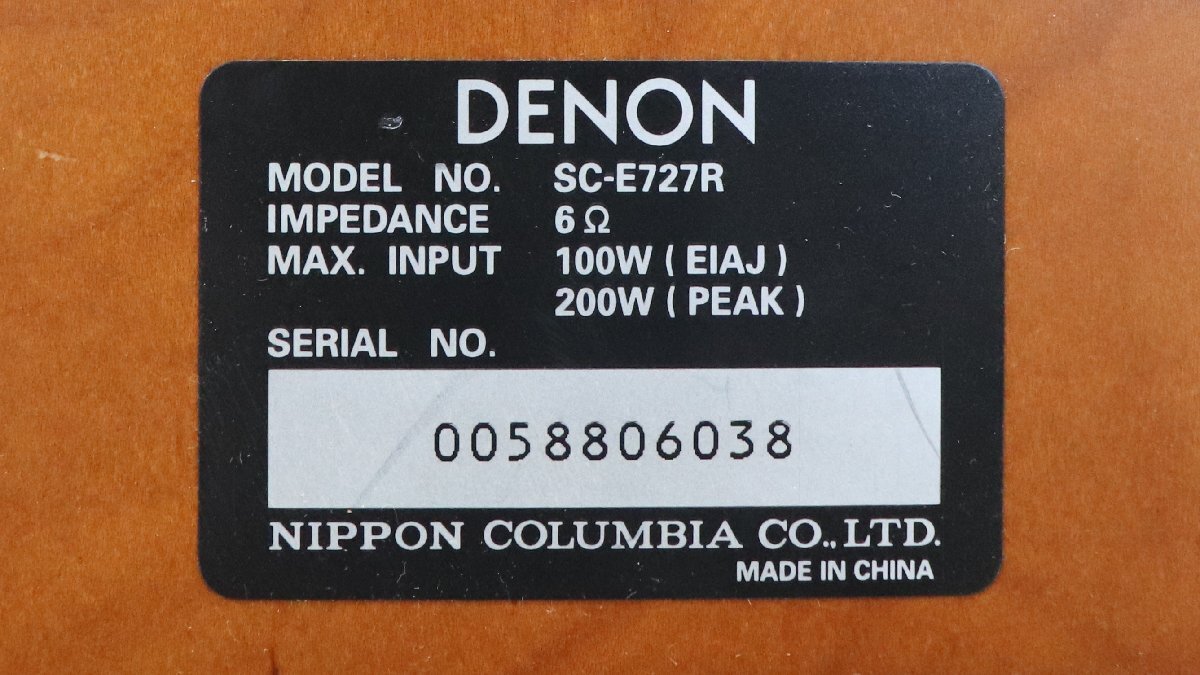 DENON
MODEL NO. SC-E727R
IMPEDANCE 6Ω
MAX. INPUT 100W (EIAJ)
200W (PEAK)
SERIAL NO.
0058806038
NIPPON COLUMBIA CO., LTD.
MADE IN CHINA